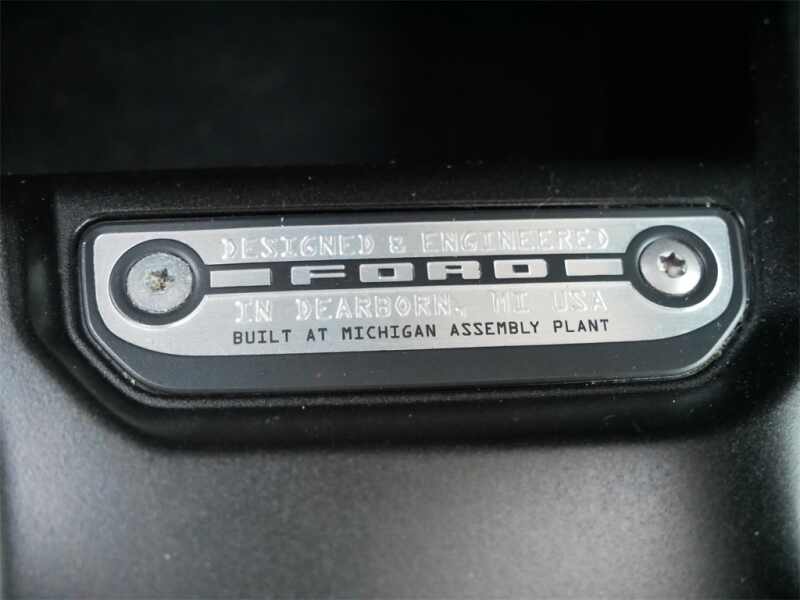 DESIGNED & ENGINEERED
FORD
IN DEARBORN, MI USA
BUILT AT MICHIGAN ASSEMBLY PLANT